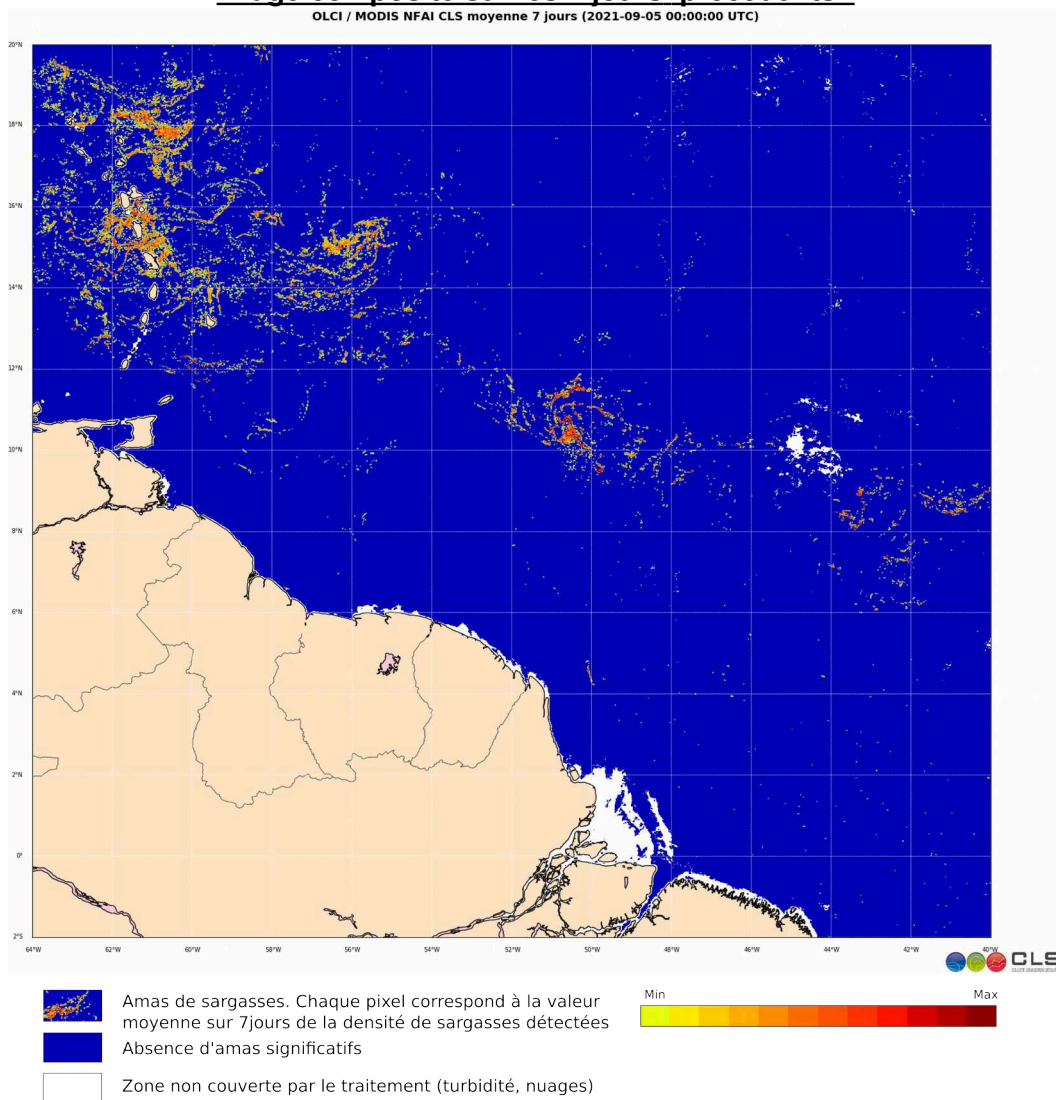 OLCI / MODIS NFAI CLS moyenne 7 jours (2021-09-05 00:00:00 UTC)
20°N
18°N
16°N
14°N
12°N
10°N
8°N
6°N
4°N
2°N
0°
2°S
64°W 62°W 60°W 58°W 56°W 54°W 52°W 50°W 48°W 46°W 44°W 42°W 40°W
CLS
Amas de sargasses. Chaque pixel correspond à la valeur
moyenne sur 7jours de la densité de sargasses détectées
Min Max
Absence d'amas significatifs
Zone non couverte par le traitement (turbidité, nuages)